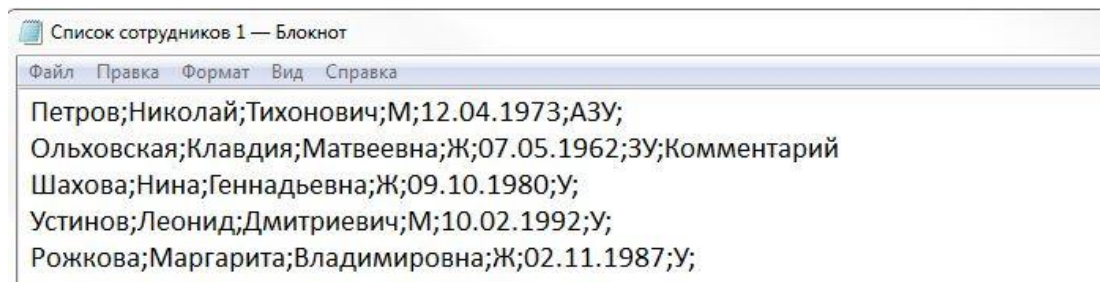 Список сотрудников 1 — Блокнот
Файл Правка Формат Вид Справка
Петров;Николай;Тихонович;М;12.04.1973;АЗУ;
Ольховская;Клавдия;Матвеевна;Ж;07.05.1962;ЗУ;Комментарий
Шахова;Нина;Геннадьевна;Ж;09.10.1980;У;
Устинов;Леонид;Дмитриевич;М;10.02.1992;У;
Рожкова;Маргарита;Владимировна;Ж;02.11.1987;У;